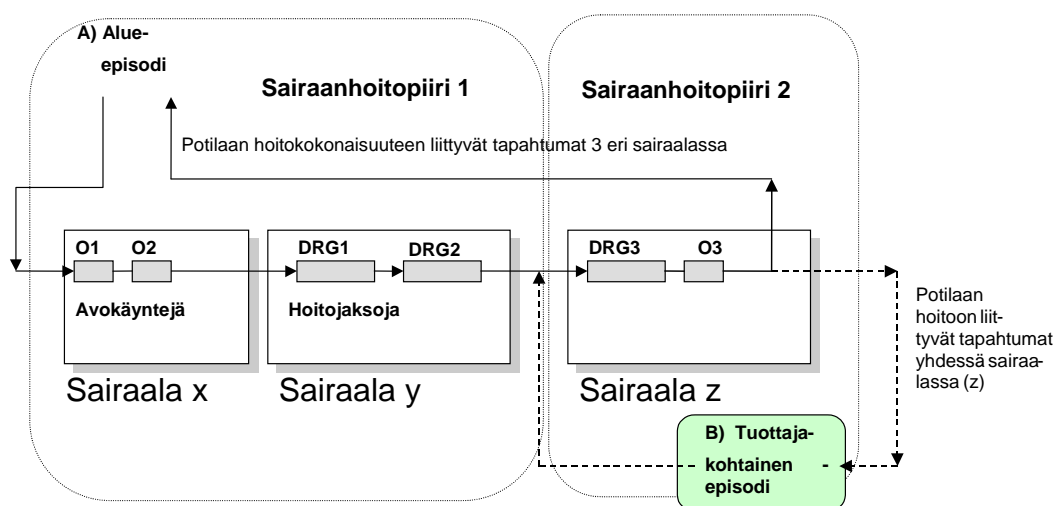 A) Alue-
episodi
Sairaanhoitopiiri 1
Sairaanhoitopiiri 2
Potilaan hoitokokonaisuuteen liittyvät tapahtumat 3 eri sairaalassa
O1 O2
DRG1 DRG2
DRG3 O3
Avokäyntejä
Hoitojaksoja
Sairaala x
Sairaala y
Sairaala z
Potilaan
hoitoon liit-
tyvät tapahtumat
yhdessä sairaa-
lassa (z)
B) Tuottaja-
kohtainen -
episodi